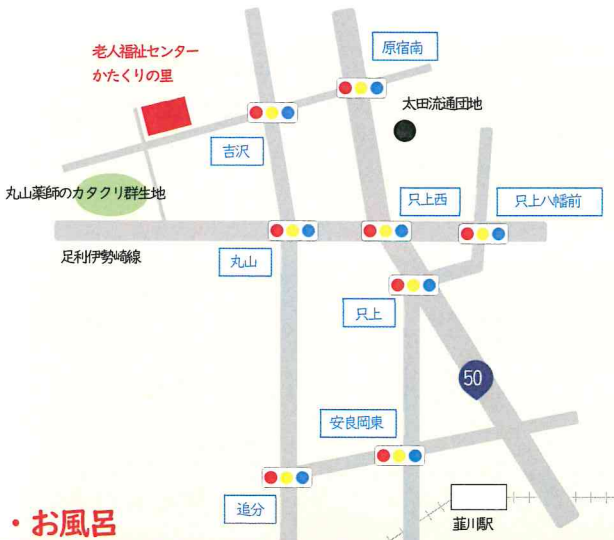 老人福祉センター
かたくりの里
原宿南
太田流通団地
吉沢
丸山薬師のカタクリ群生地
只上西
只上八幡前
足利伊勢崎線
丸山
只上
50
安良岡東
追分
韮川駅
・お風呂